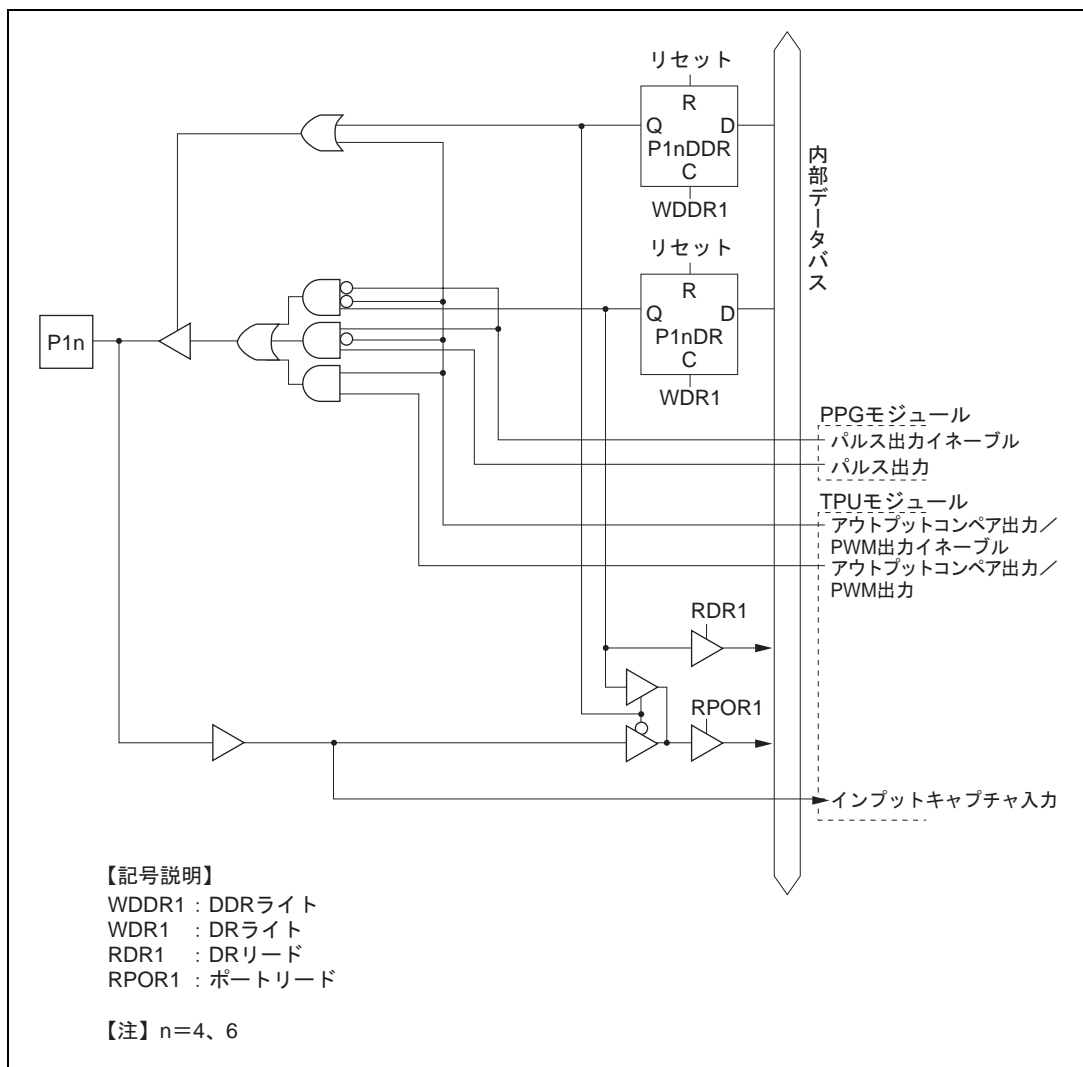 リセット
R
Q D
P1nDDR
C
WDDR1
リセット
R
Q D
P1nDR
C
WDR1
内部データバス
P1n
PPGモジュール
パルス出力イネーブル
パルス出力
TPUモジュール
アウトプットコンペア出力／
PWM出力イネーブル
アウトプットコンペア出力／
PWM出力
RDR1
RPOR1
インプットキャプチャ入力
【記号説明】
WDDR1 : DDRライト
WDR1 : DRライト
RDR1 : DRリード
RPOR1 : ポートリード
【注】n＝4、6